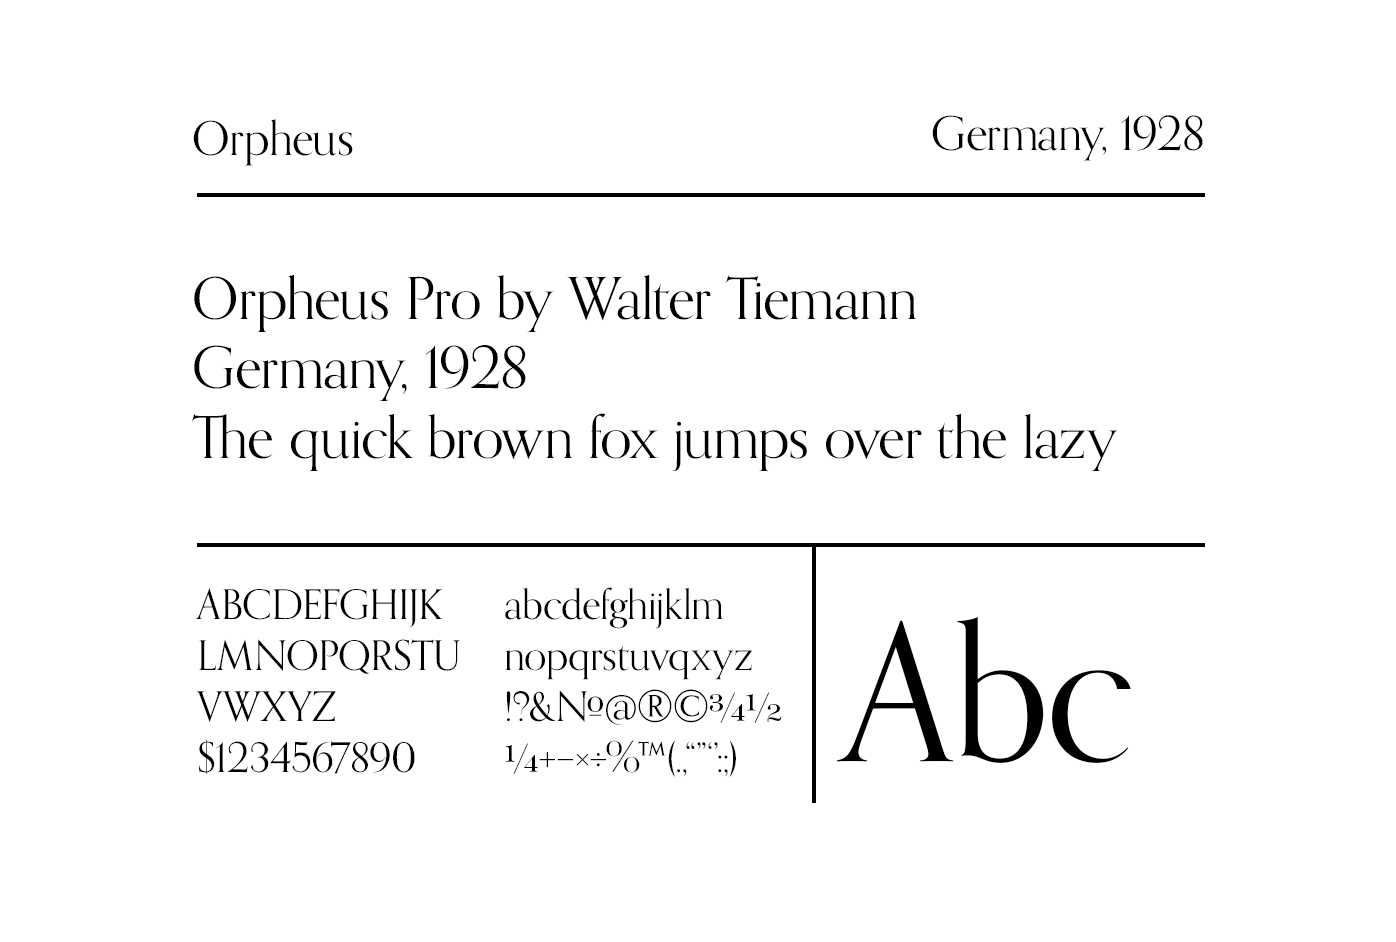 Orpheus
Germany, 1928
Orpheus Pro by Walter Tiemann
Germany, 1928
The quick brown fox jumps over the lazy
ABCDEFGHIJK
LMNOPQRSTU
VWXYZ
$1234567890
abcdefghijklm
nopqrstuvqxyz
!?&Nº@®©¾½
¼+−×÷%™(.,“”‘’:;)
Abc